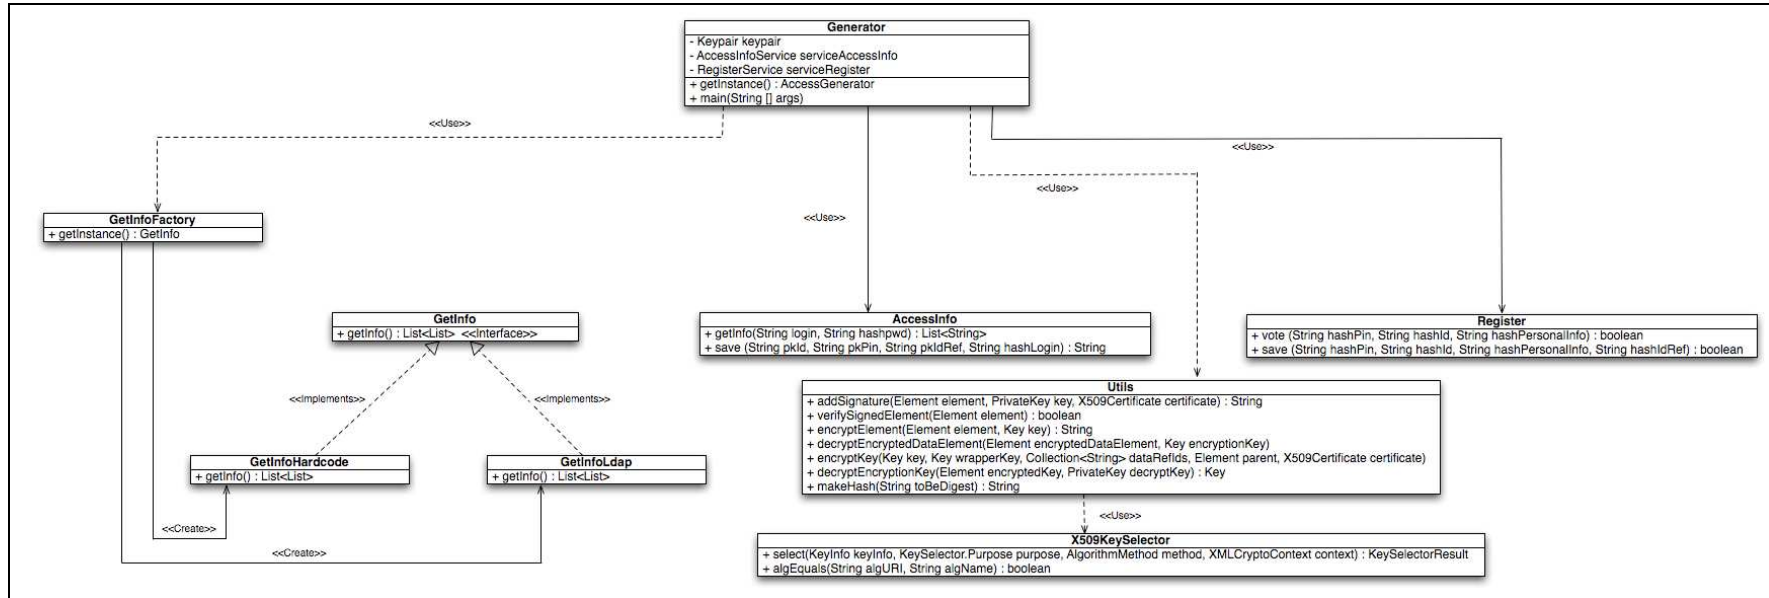 Generator
- Keypair keypair
- AccessInfoService serviceAccessInfo
- RegisterService serviceRegister
+ getInstance() : AccessGenerator
+ main(String [] args)
<<Use>>
<<Use>>
<<Use>>
<<Use>>
GetInfoFactory
+ getInstance() : GetInfo
GetInfo
+ getInfo() : List<List> <<Interface>>
AccessInfo
+ getInfo(String login, String hashpwd) : List<String>
+ save (String pkId, String pkPin, String pkIdRef, String hashLogin) : String
Register
+ vote (String hashPin, String hashId, String hashPersonalInfo) : boolean
+ save (String hashPin, String hashId, String hashPersonalInfo, String hashIdRef) : boolean
<<Implements>>
<<Implements>>
Utils
+ addSignature(Element element, PrivateKey key, X509Certificate certificate) : String
+ verifySignedElement(Element element) : boolean
+ encryptElement(Element element, Key key) : String
+ decryptEncryptedDataElement(Element encryptedDataElement, Key encryptionKey)
+ encryptKey(Key key, Key wrapperKey, Collection<String> dataRefIds, Element parent, X509Certificate certificate)
+ decryptEncryptionKey(Element encryptedKey, PrivateKey decryptKey) : Key
+ makeHash(String toBeDigest) : String
GetInfoHardcode
+ getInfo() : List<List>
GetInfoLdap
+ getInfo() : List<List>
<<Create>>
<<Create>>
<<Use>>
X509KeySelector
+ select(KeyInfo keyInfo, KeySelector.Purpose purpose, AlgorithmMethod method, XMLCryptoContext context) : KeySelectorResult
+ algEquals(String algURI, String algName) : boolean